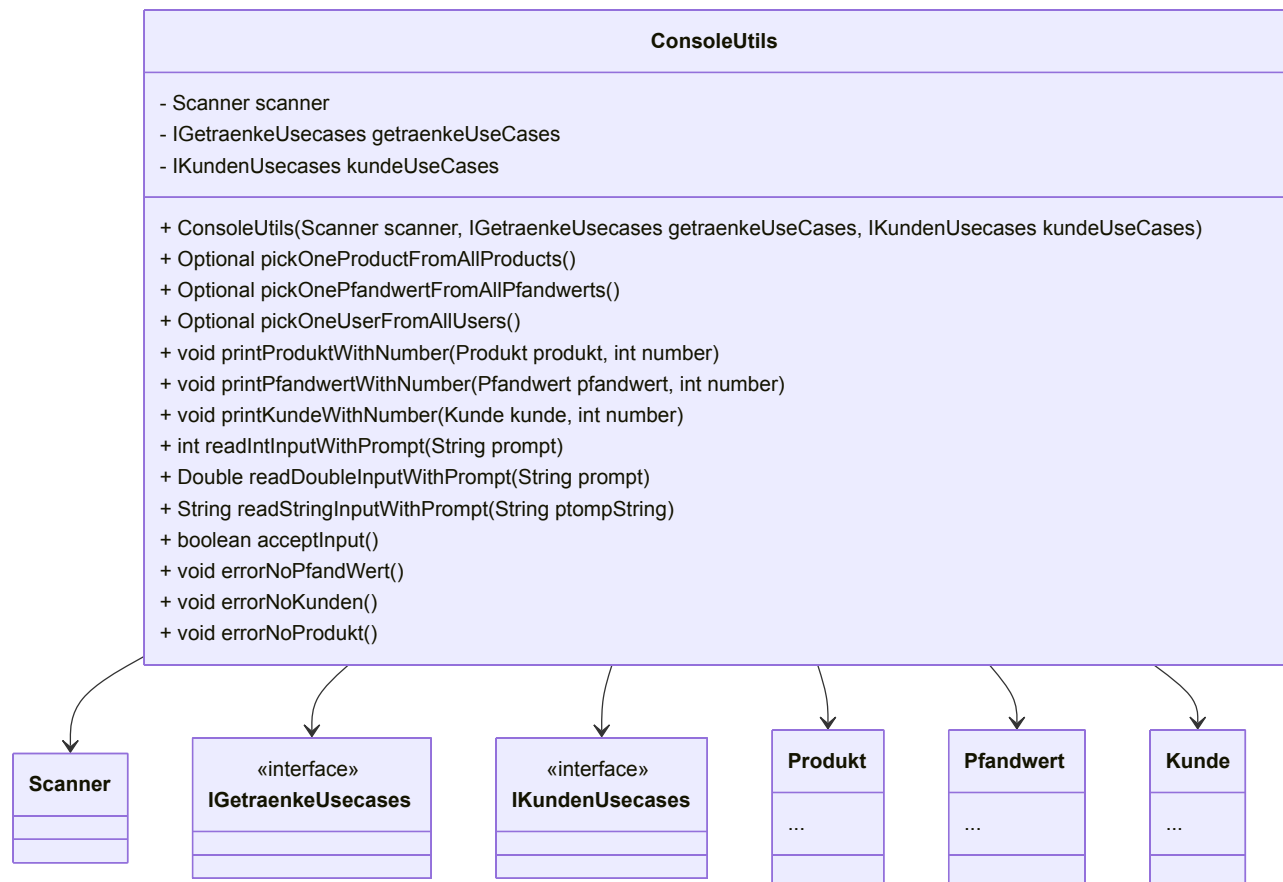 ConsoleUtils
- Scanner scanner
- IGetraenkeUsecases getraenkeUseCases
- IKundenUsecases kundeUseCases
+ ConsoleUtils(Scanner scanner, IGetraenkeUsecases getraenkeUseCases, IKundenUsecases kundeUseCases)
+ Optional pickOneProductFromAllProducts()
+ Optional pickOnePfandwertFromAllPfandwerts()
+ Optional pickOneUserFromAllUsers()
+ void printProduktWithNumber(Produkt produkt, int number)
+ void printPfandwertWithNumber(Pfandwert pfandwert, int number)
+ void printKundeWithNumber(Kunde kunde, int number)
+ int readIntInputWithPrompt(String prompt)
+ Double readDoubleInputWithPrompt(String prompt)
+ String readStringInputWithPrompt(String ptompString)
+ boolean acceptInput()
+ void errorNoPfandWert()
+ void errorNoKunden()
+ void errorNoProdukt()
Scanner
«interface»
IGetraenkeUsecases
«interface»
IKundenUsecases
Produkt
...
Pfandwert
...
Kunde
...